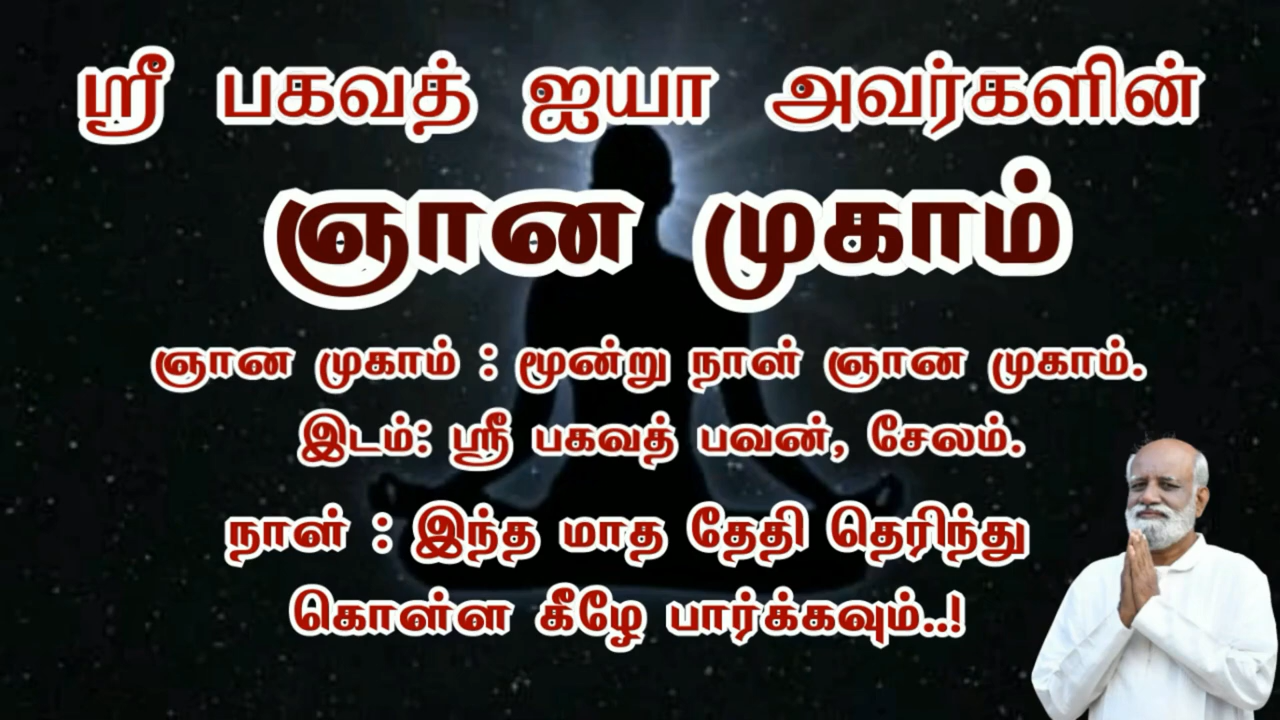 ஸ்ரீ பகவத் ஐயா அவர்களின்
ஞான முகாம்
ஞான முகாம் : மூன்று நாள் ஞான முகாம்.
இடம்: ஸ்ரீ பகவத் பவன், சேலம்.
நாள் : இந்த மாத தேதி தெரிந்து
கொள்ள கீழே பார்க்கவும்..!